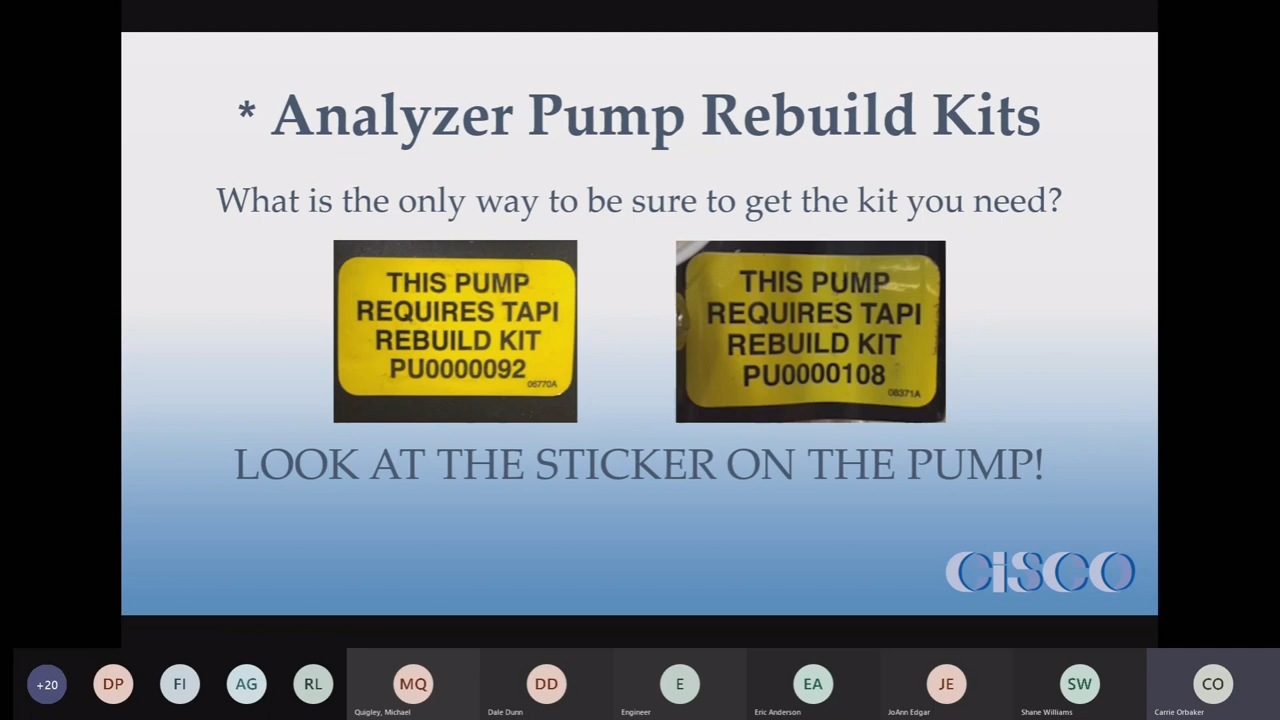 * Analyzer Pump Rebuild Kits
What is the only way to be sure to get the kit you need?
THIS PUMP
REQUIRES TAPI
REBUILD KIT
PU0000092
06770A
THIS PUMP
REQUIRES TAPI
REBUILD KIT
PU0000108
08371A
LOOK AT THE STICKER ON THE PUMP!
CISCO
+20
DP
FI
AG
RL
MQ
Quigley, Michael
DD
Dale Dunn
E
Engineer
EA
Eric Anderson
JE
JoAnn Edgar
SW
Shane Williams
CO
Carrie Orbaker